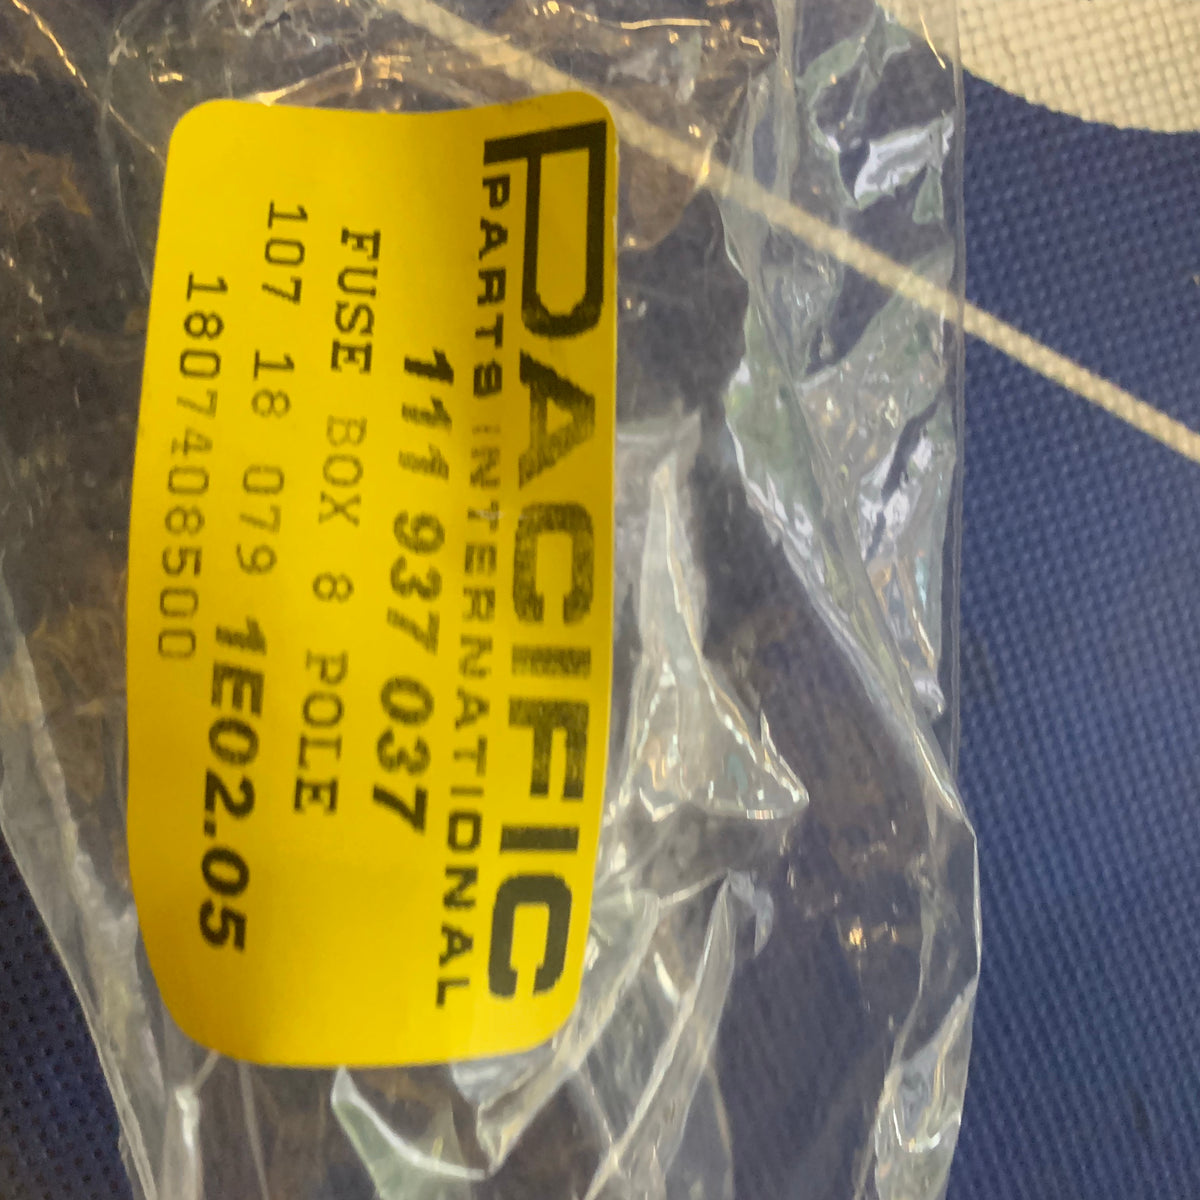 PACIFIC
PARTS INTERNATIONAL
111 937 037
FUSE BOX 8 POLE
107 18 079 1E02.05
1807408500